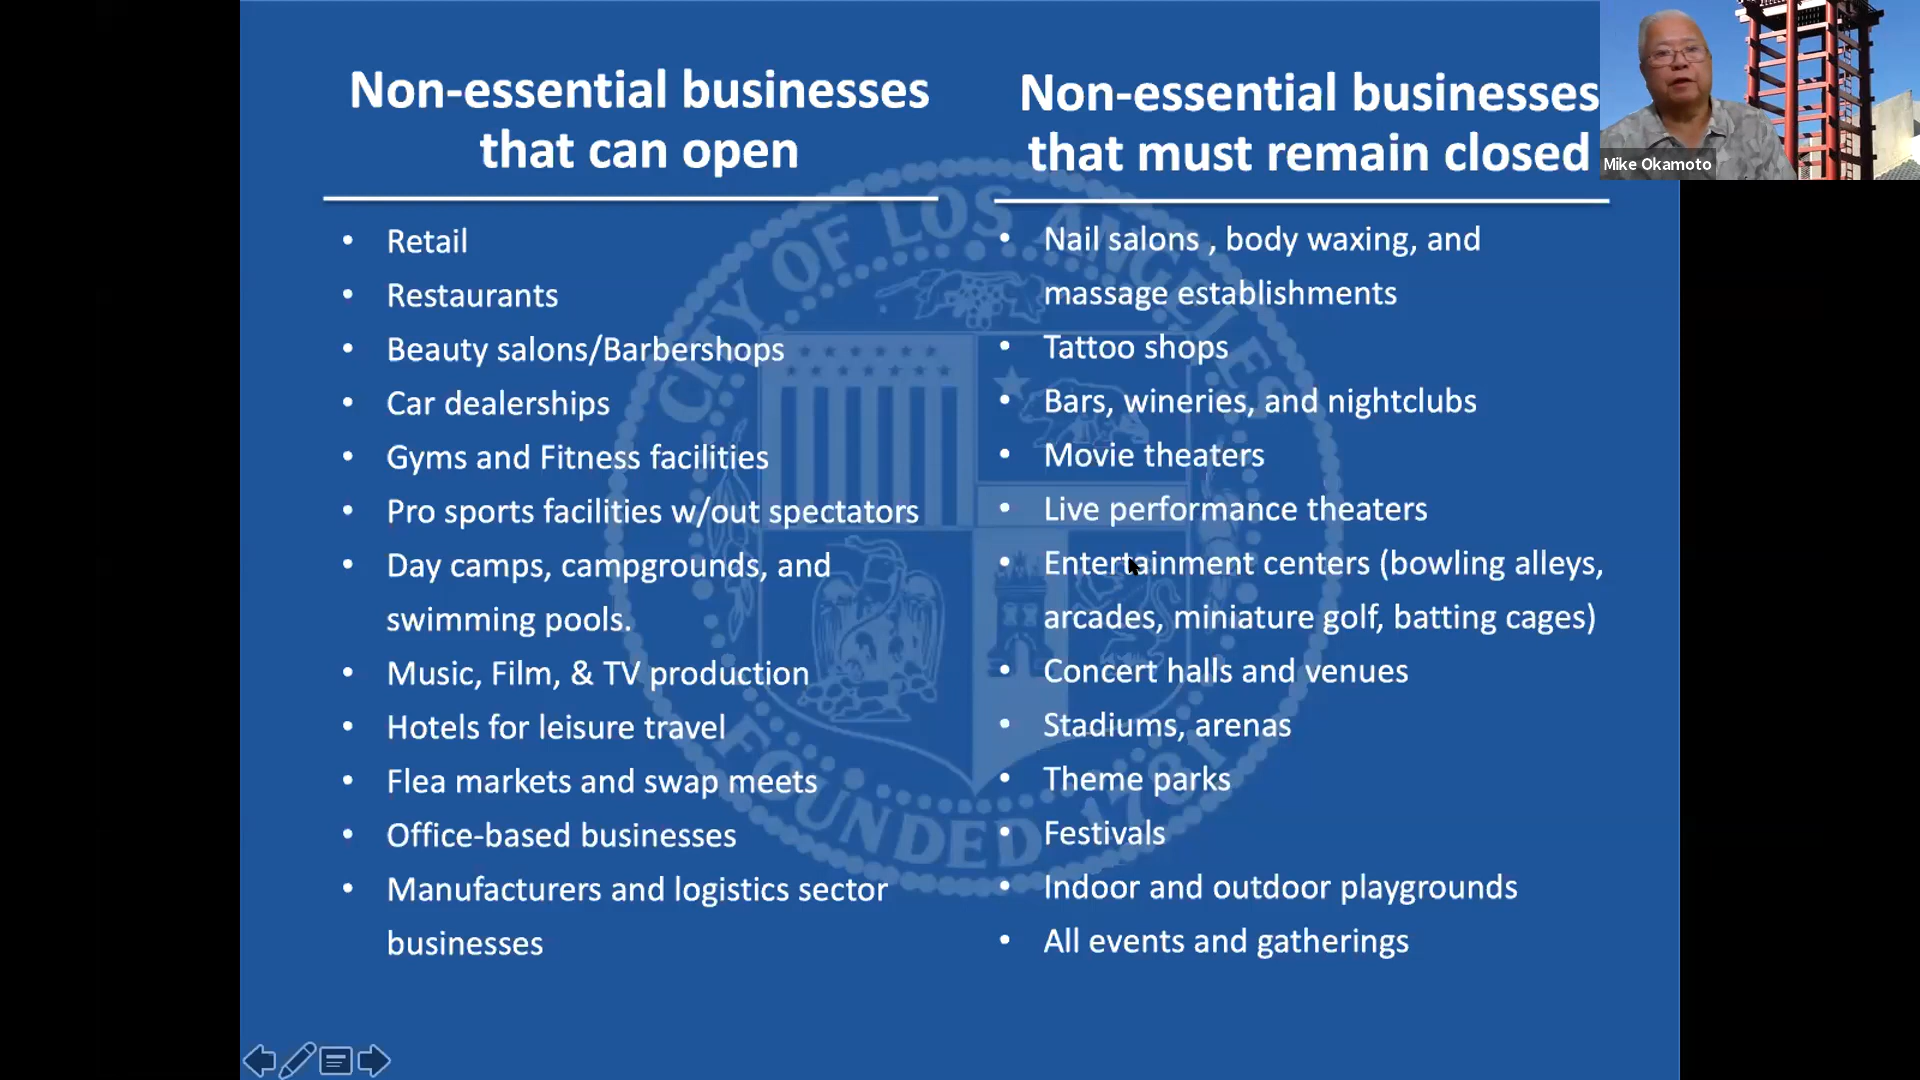 Non-essential businesses
that can open
• Retail
• Restaurants
• Beauty salons/Barbershops
• Car dealerships
• Gyms and Fitness facilities
• Pro sports facilities w/out spectators
• Day camps, campgrounds, and
swimming pools.
• Music, Film, & TV production
• Hotels for leisure travel
• Flea markets and swap meets
• Office-based businesses
• Manufacturers and logistics sector
businesses
Non-essential businesses
that must remain closed
• Nail salons , body waxing, and
massage establishments
• Tattoo shops
• Bars, wineries, and nightclubs
• Movie theaters
• Live performance theaters
• Entertainment centers (bowling alleys,
arcades, miniature golf, batting cages)
• Concert halls and venues
• Stadiums, arenas
• Theme parks
• Festivals
• Indoor and outdoor playgrounds
• All events and gatherings
Mike Okamoto
CITY OF LOS ANGELES
FOUNDED 1781